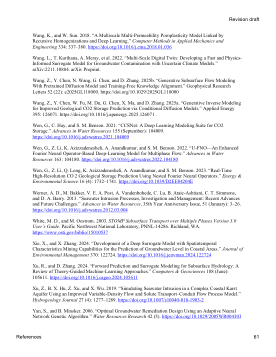 Revision draft
Wang, K., and W. Sun. 2018. "A Multiscale Multi-Permeability Poroplasticity Model Linked by
Recursive Homogenizations and Deep Learning." Computer Methods in Applied Mechanics and
Engineering 334: 337–380. https://doi.org/10.1016/j.cma.2018.01.036
Wang, L., T. Kurihana, A. Meray, et al. 2022. "Multi-Scale Digital Twin: Developing a Fast and Physics-
Informed Surrogate Model for Groundwater Contamination with Uncertain Climate Models."
arXiv:2211.10884. arXiv. Preprint.
Wang, Z., Y. Chen, N. Wang, G. Chen, and D. Zhang. 2025b. "Generative Subsurface Flow Modeling
With Pretrained Diffusion Model and Training-Free Knowledge Alignment." Geophysical Research
Letters 52 (22): e2025GL118000. https://doi.org/10.1029/2025GL118000
Wang, Z., Y. Chen, W. Fu, M. Du, G. Chen, X. Ma, and D. Zhang. 2025a. "Generative Inverse Modeling
for Improved Geological CO2 Storage Prediction via Conditional Diffusion Models." Applied Energy
395: 126071. https://doi.org/10.1016/j.apenergy.2025.126071
Wen, G., C. Hay, and S. M. Benson. 2021. "CCSNet: A Deep Learning Modeling Suite for CO2
Storage." Advances in Water Resources 155 (September): 104009.
https://doi.org/10.1016/j.advwatres.2021.104009
Wen, G., Z. Li, K. Azizzadenesheli, A. Anandkumar, and S. M. Benson. 2022. "U-FNO—An Enhanced
Fourier Neural Operator-Based Deep-Learning Model for Multiphase Flow." Advances in Water
Resources 163: 104180. https://doi.org/10.1016/j.advwatres.2022.104180
Wen, G., Z. Li, Q. Long, K. Azizzadenesheli, A. Anandkumar, and S. M. Benson. 2023. "Real-Time
High-Resolution CO 2 Geological Storage Prediction Using Nested Fourier Neural Operators." Energy &
Environmental Science 16 (4): 1732–1741. https://doi.org/10.1039/D2EE04204E
Werner, A. D., M. Bakker, V. E. A. Post, A. Vandenbohede, C. Lu, B. Ataie-Ashtiani, C. T. Simmons,
and D. A. Barry. 2013. "Seawater Intrusion Processes, Investigation and Management: Recent Advances
and Future Challenges." Advances in Water Resources, 35th Year Anniversary Issue, 51 (January): 3–26.
https://doi.org/10.1016/j.advwatres.2012.03.004
White, M. D., and M. Oostrom. 2003. STOMP Subsurface Transport over Multiple Phases Version 3.0
User's Guide. Pacific Northwest National Laboratory, PNNL-14286. Richland, WA.
https://www.osti.gov/biblio/15010537
Xie, X., and X. Zhang. 2024. "Development of a Deep Surrogate Model with Spatiotemporal
Characteristics Mining Capabilities for the Prediction of Groundwater Level in Coastal Areas." Journal of
Environmental Management 370: 122724. https://doi.org/10.1016/j.jenvman.2024.122724
Xu, R., and D. Zhang. 2024. "Forward Prediction and Surrogate Modeling for Subsurface Hydrology: A
Review of Theory-Guided Machine-Learning Approaches." Computers & Geosciences 188 (June):
105611. https://doi.org/10.1016/j.cageo.2024.105611
Xu, Z., B. X. Hu, Z. Xu, and X. Wu. 2019. "Simulating Seawater Intrusion in a Complex Coastal Karst
Aquifer Using an Improved Variable-Density Flow and Solute Transport–Conduit Flow Process Model."
Hydrogeology Journal 27 (4): 1277–1289. https://doi.org/10.1007/s10040-018-1903-2
Yan, S., and B. Minsker. 2006. "Optimal Groundwater Remediation Design Using an Adaptive Neural
Network Genetic Algorithm." Water Resources Research 42 (5). https://doi.org/10.1029/2005WR004303
References
61